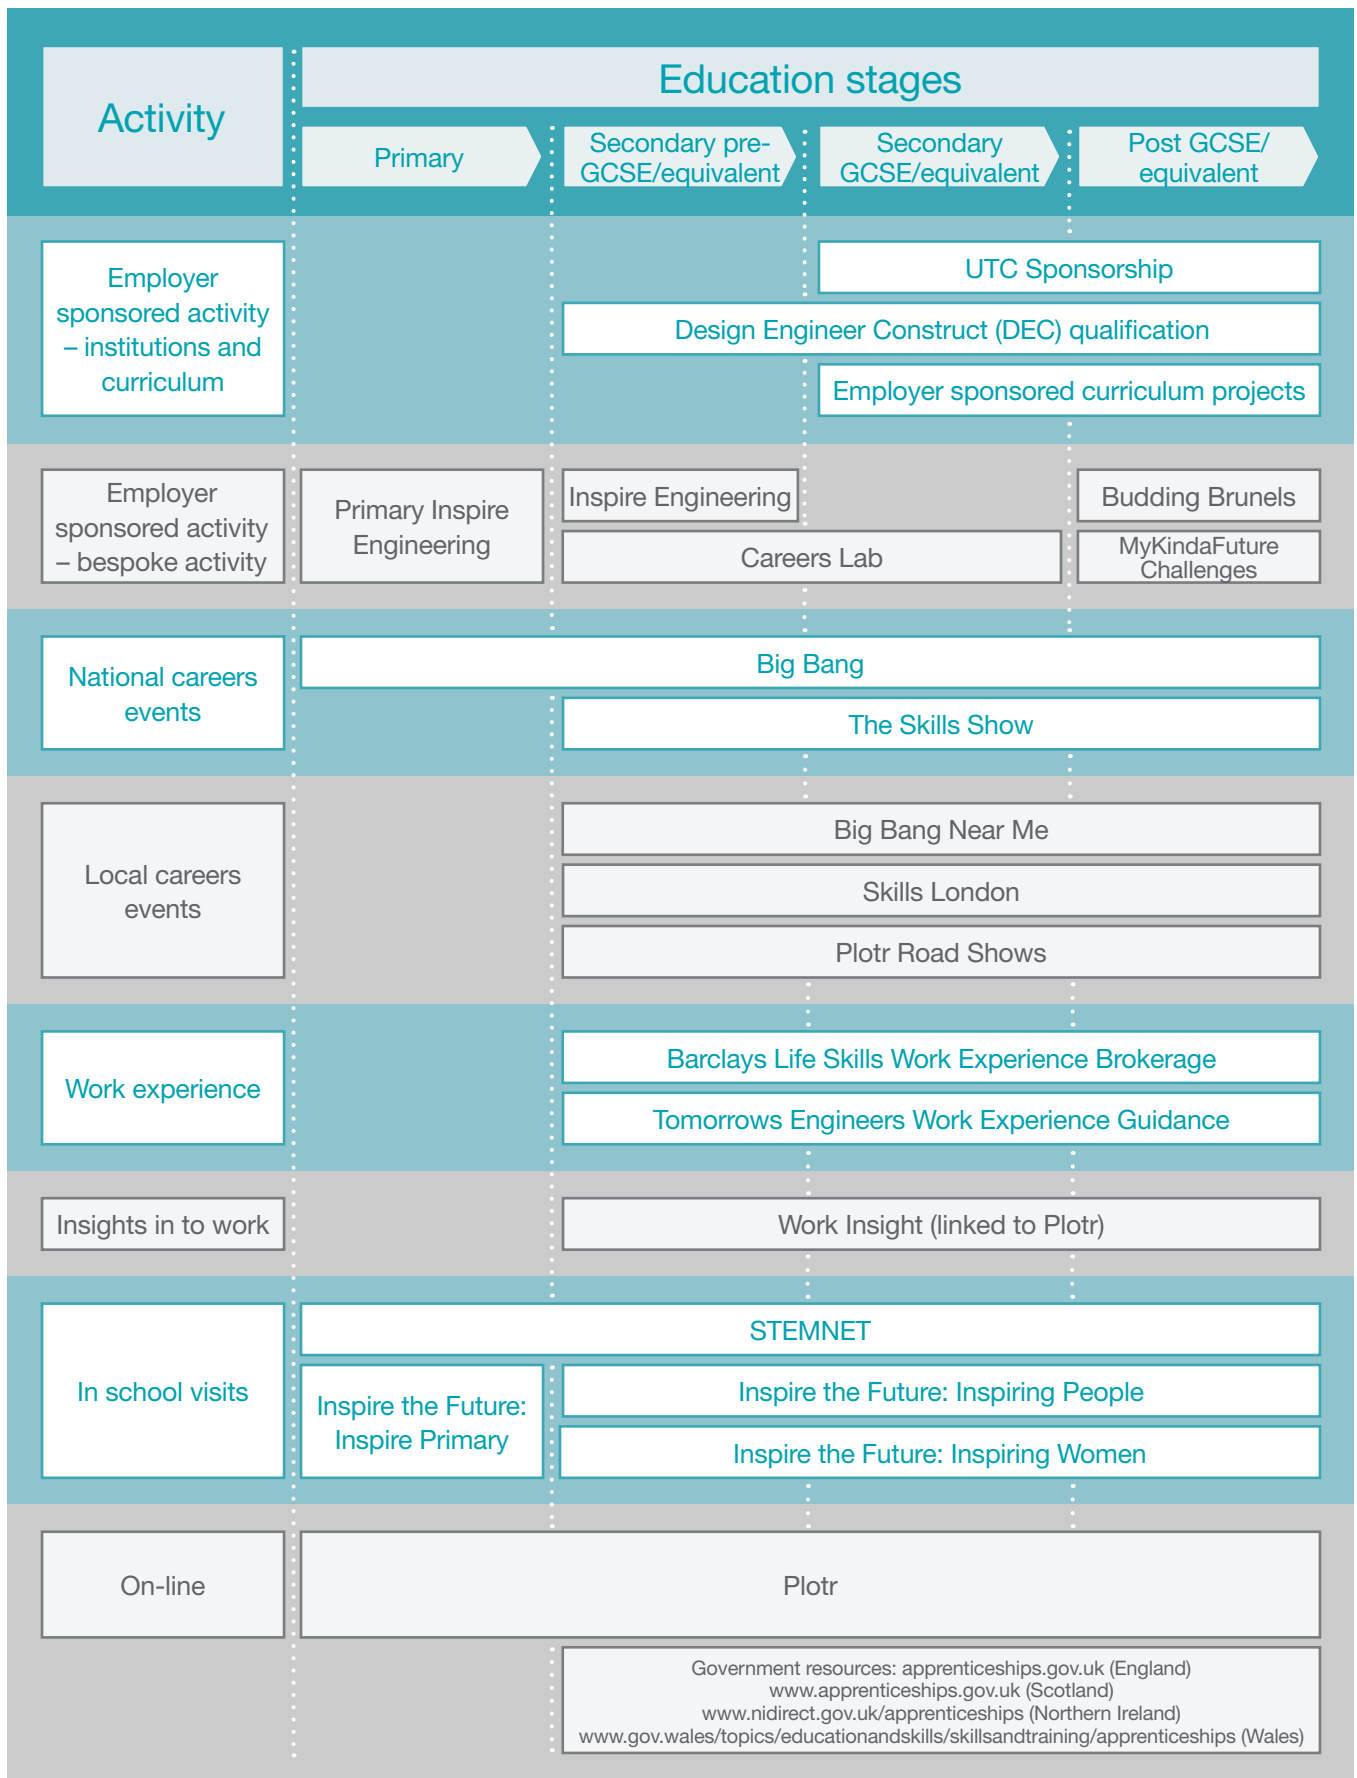 Activity
Education stages
Primary
Secondary pre-
GCSE/equivalent
Secondary
GCSE/equivalent
Post GCSE/
equivalent
Employer
sponsored activity
– institutions and
curriculum
UTC Sponsorship
Design Engineer Construct (DEC) qualification
Employer sponsored curriculum projects
Employer
sponsored activity
– bespoke activity
Primary Inspire
Engineering
Inspire Engineering
Careers Lab
Budding Brunels
MyKindaFuture
Challenges
National careers
events
Big Bang
The Skills Show
Local careers
events
Big Bang Near Me
Skills London
Plotr Road Shows
Work experience
Barclays Life Skills Work Experience Brokerage
Tomorrows Engineers Work Experience Guidance
Insights in to work
Work Insight (linked to Plotr)
In school visits
STEMNET
Inspire the Future:
Inspire Primary
Inspire the Future: Inspiring People
Inspire the Future: Inspiring Women
On-line
Plotr
Government resources: apprenticeships.gov.uk (England)
www.apprenticeships.gov.uk (Scotland)
www.nidirect.gov.uk/apprenticeships (Northern Ireland)
www.gov.wales/topics/educationandskills/skillsandtraining/apprenticeships (Wales)